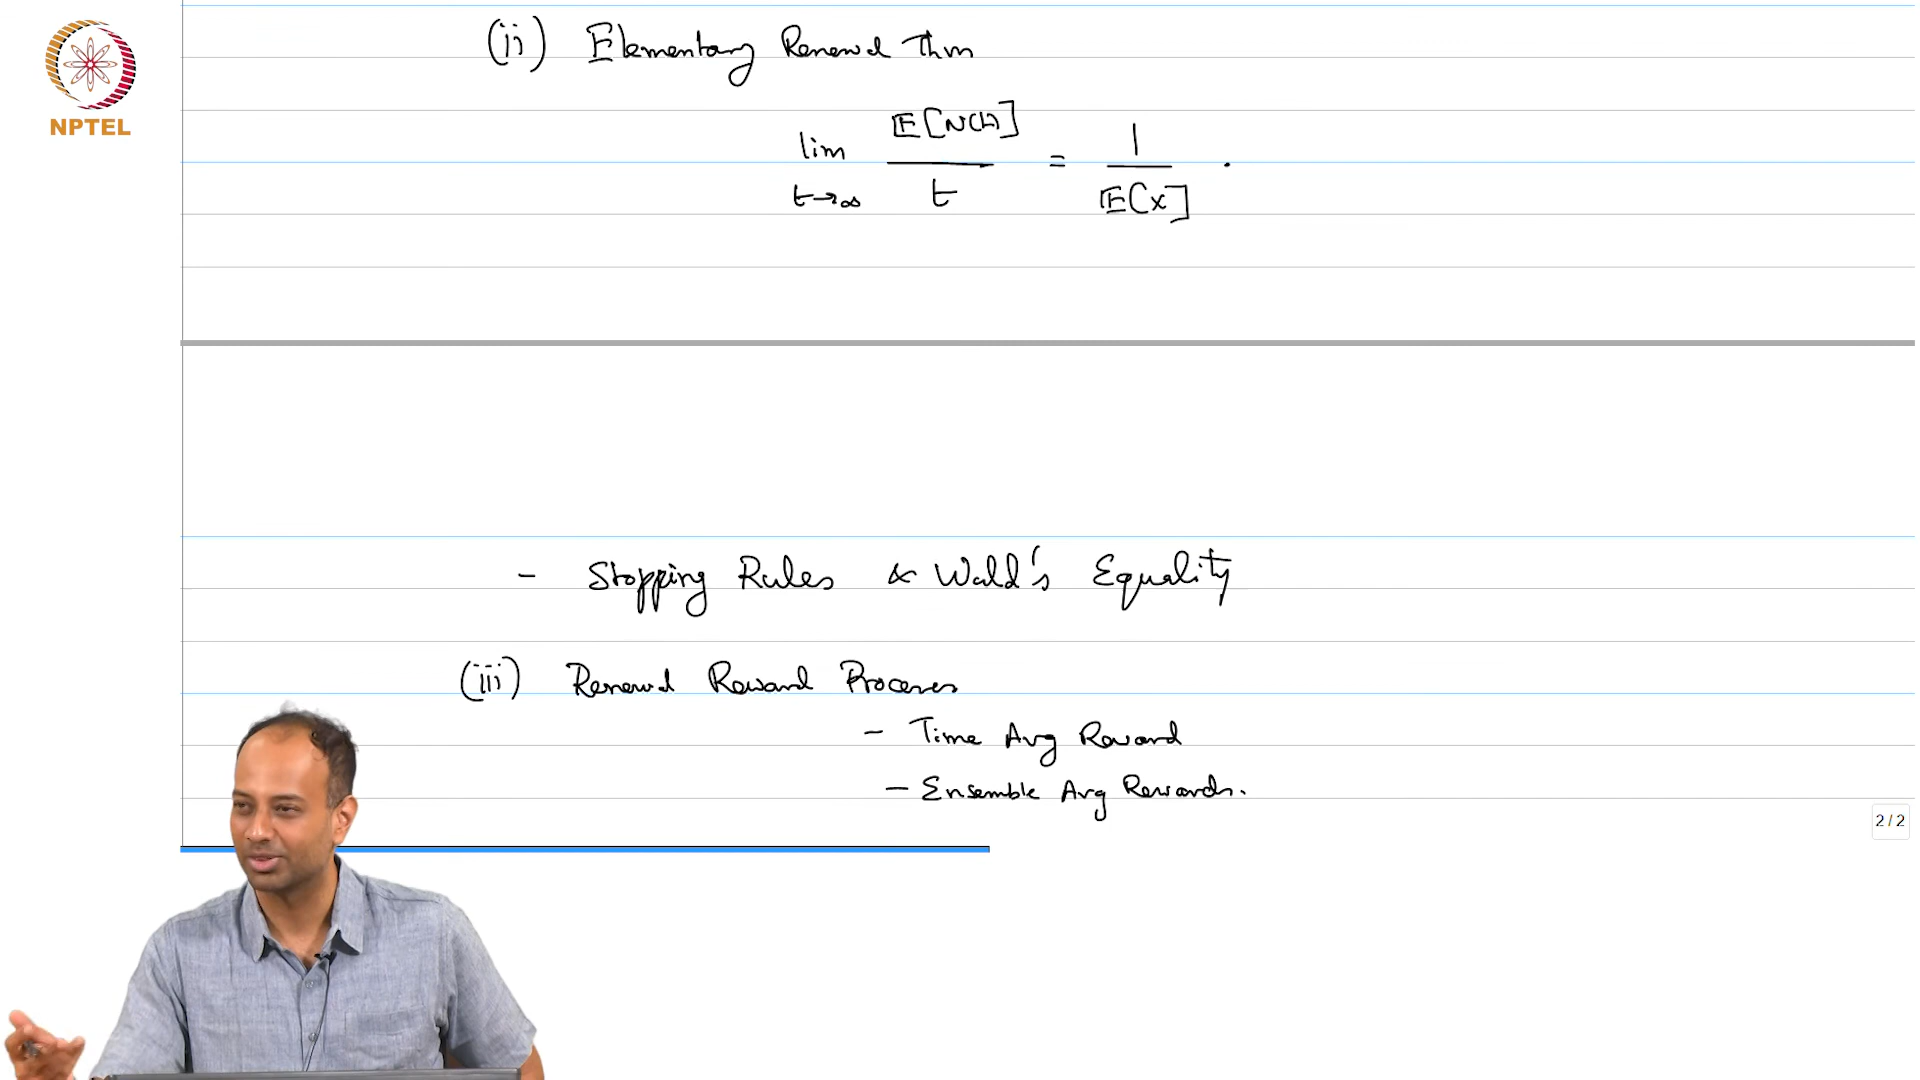 NPTEL
(ii) Elementary Renewal Thm
lim t→∞ E[N(t)] / t = 1 / E[X] .
- Stopping Rules & Wald's Equality
(iii) Renewal Reward Processes
- Time Avg Reward
- Ensemble Avg Rewards.
2 / 2